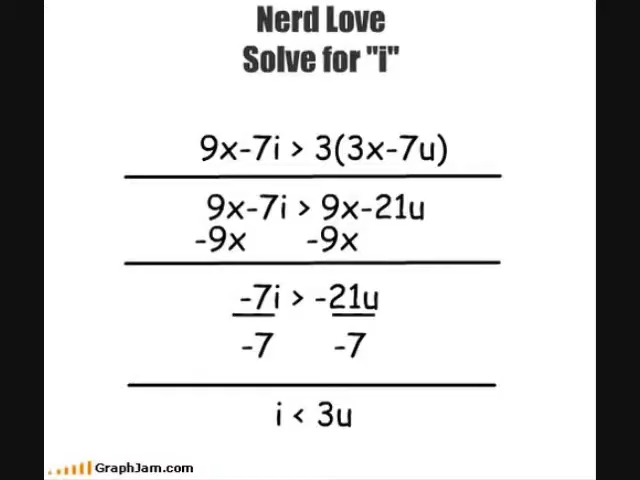 Nerd Love
Solve for "i"
9x-7i > 3(3x-7u)
9x-7i > 9x-21u
-9x -9x
-7i > -21u
-7 -7
i < 3u
GraphJam.com